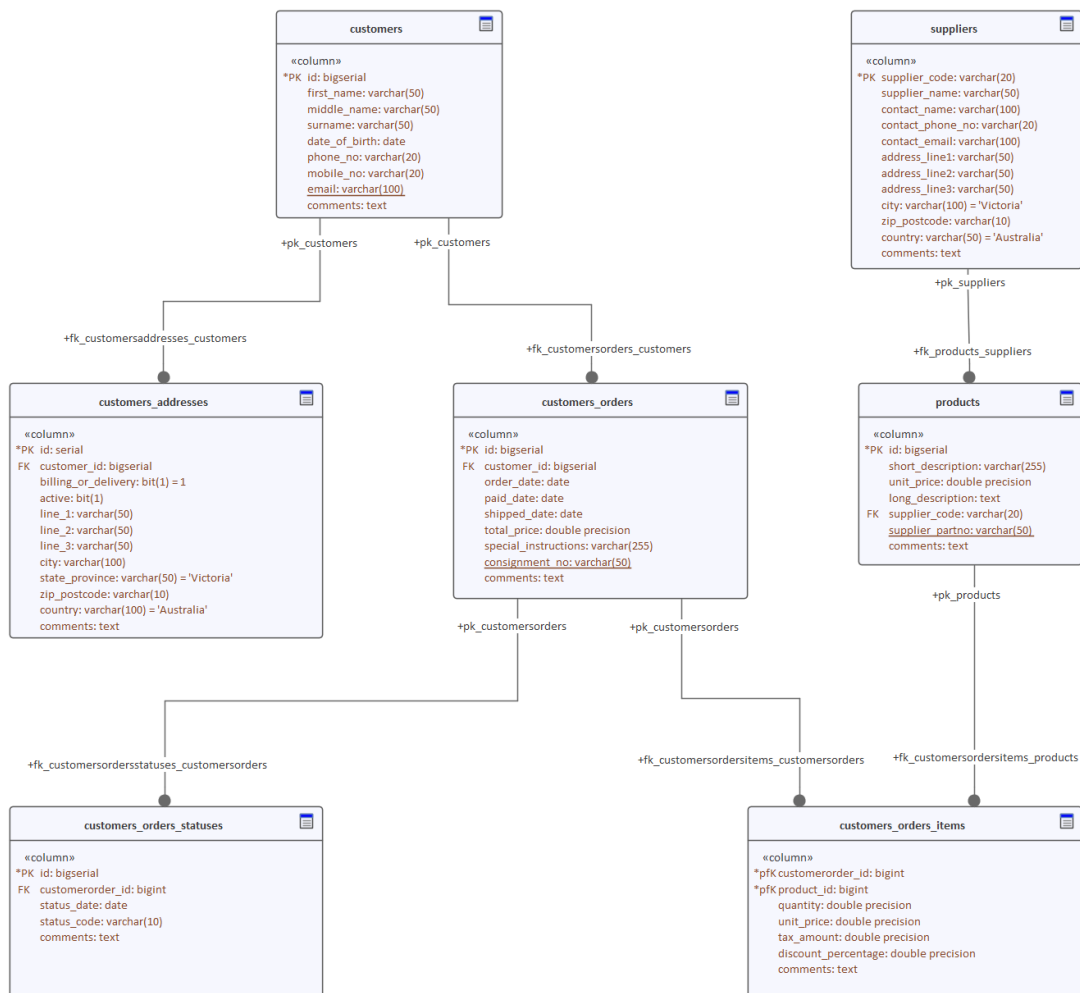 customers
«column»
*PK id: bigserial
first_name: varchar(50)
middle_name: varchar(50)
surname: varchar(50)
date_of_birth: date
phone_no: varchar(20)
mobile_no: varchar(20)
email: varchar(100)
comments: text
suppliers
«column»
*PK supplier_code: varchar(20)
supplier_name: varchar(50)
contact_name: varchar(100)
contact_phone_no: varchar(20)
contact_email: varchar(100)
address_line1: varchar(50)
address_line2: varchar(50)
address_line3: varchar(50)
city: varchar(100) = 'Victoria'
zip_postcode: varchar(10)
country: varchar(50) = 'Australia'
comments: text
+pk_customers
+pk_customers
+pk_suppliers
+fk_customersaddresses_customers
+fk_customersorders_customers
+fk_products_suppliers
customers_addresses
«column»
*PK id: serial
FK customer_id: bigserial
billing_or_delivery: bit(1) = 1
active: bit(1)
line_1: varchar(50)
line_2: varchar(50)
line_3: varchar(50)
city: varchar(100)
state_province: varchar(50) = 'Victoria'
zip_postcode: varchar(10)
country: varchar(100) = 'Australia'
comments: text
customers_orders
«column»
*PK id: bigserial
FK customer_id: bigserial
order_date: date
paid_date: date
shipped_date: date
total_price: double precision
special_instructions: varchar(255)
consignment_no: varchar(50)
comments: text
products
«column»
*PK id: bigserial
short_description: varchar(255)
unit_price: double precision
long_description: text
FK supplier_code: varchar(20)
supplier_partno: varchar(50)
comments: text
+pk_customersorders
+pk_customersorders
+pk_products
+fk_customersordersstatuses_customersorders
+fk_customersordersitems_customersorders
+fk_customersordersitems_products
customers_orders_statuses
«column»
*PK id: bigserial
FK customerorder_id: bigint
status_date: date
status_code: varchar(10)
comments: text
customers_orders_items
«column»
*pfK customerorder_id: bigint
*pfK product_id: bigint
quantity: double precision
unit_price: double precision
tax_amount: double precision
discount_percentage: double precision
comments: text